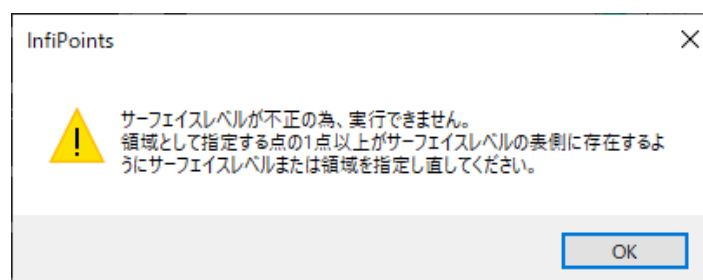 InfiPoints
サーフェイスレベルが不正の為、実行できません。
領域として指定する点の1点以上がサーフェイスレベルの表側に存在するよ
うにサーフェイスレベルまたは領域を指定し直してください。
OK